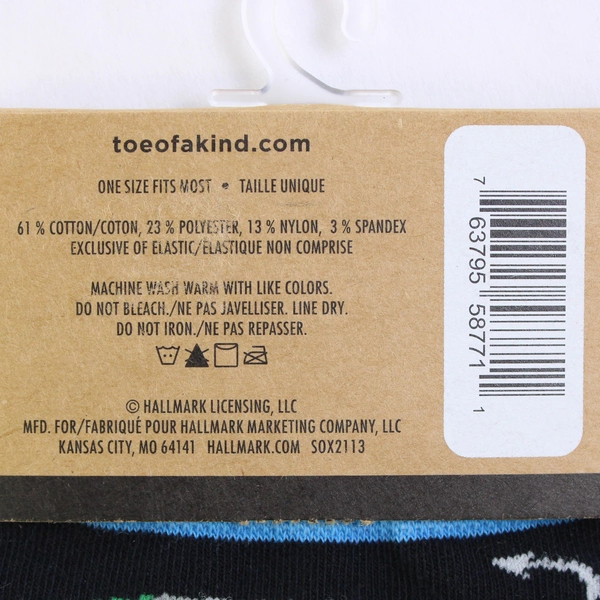 toeofakind.com
ONE SIZE FITS MOST • TAILLE UNIQUE
61 % COTTON/COTON, 23 % POLYESTER, 13 % NYLON, 3 % SPANDEX
EXCLUSIVE OF ELASTIC/ÉLASTIQUE NON COMPRISE
MACHINE WASH WARM WITH LIKE COLORS.
DO NOT BLEACH./NE PAS JAVELLISER. LINE DRY.
DO NOT IRON./NE PAS REPASSER.
© HALLMARK LICENSING, LLC
MFD. FOR/FABRIQUÉ POUR HALLMARK MARKETING COMPANY, LLC
KANSAS CITY, MO 64141 HALLMARK.COM SOX2113
7 63795 58771 1